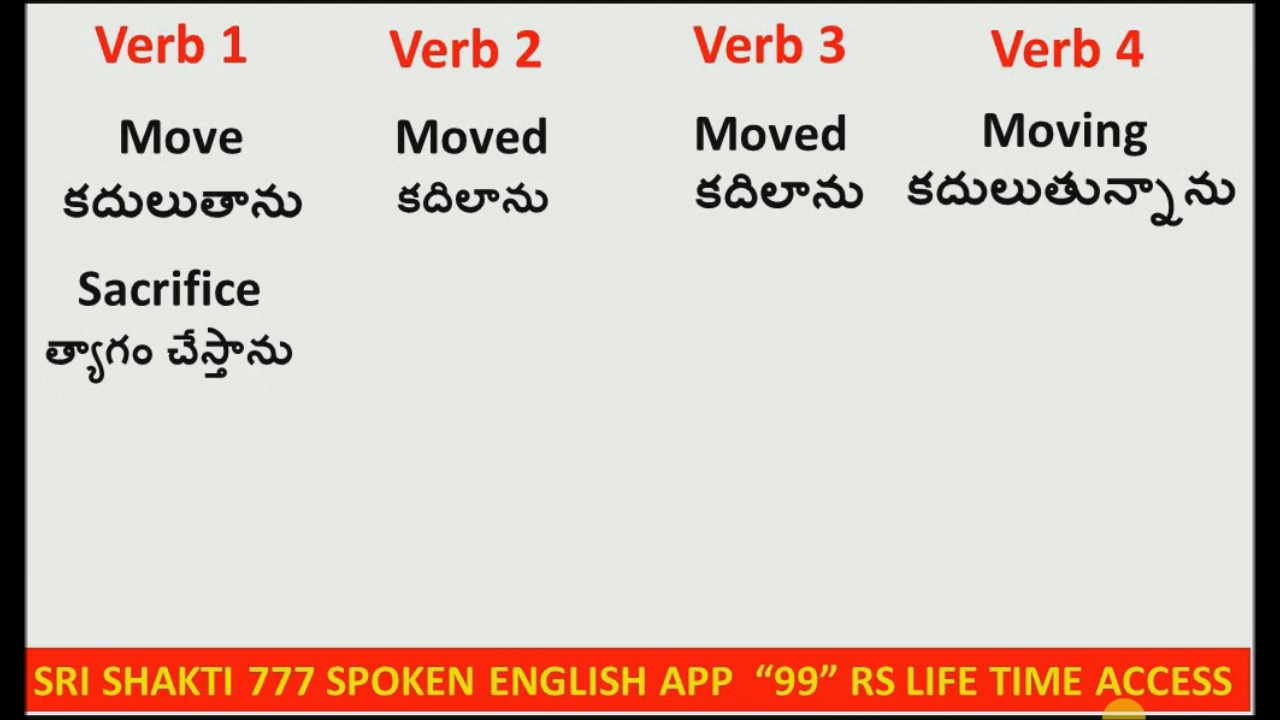 Verb 1 Verb 2 Verb 3 Verb 4
Move Moved Moved Moving
కదులుతాను కదిలాను కదిలాను కదులుతున్నాను
Sacrifice
త్యాగం చేస్తాను
SRI SHAKTI 777 SPOKEN ENGLISH APP “99” RS LIFE TIME ACCESS